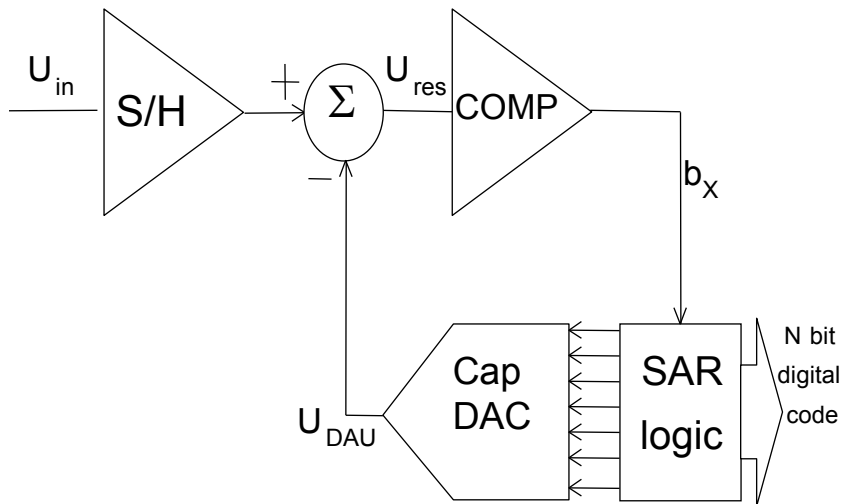 U_in
S/H
+
Σ
−
U_res
COMP
b_X
U_DAU
Cap
DAC
SAR
logic
N bit
digital
code